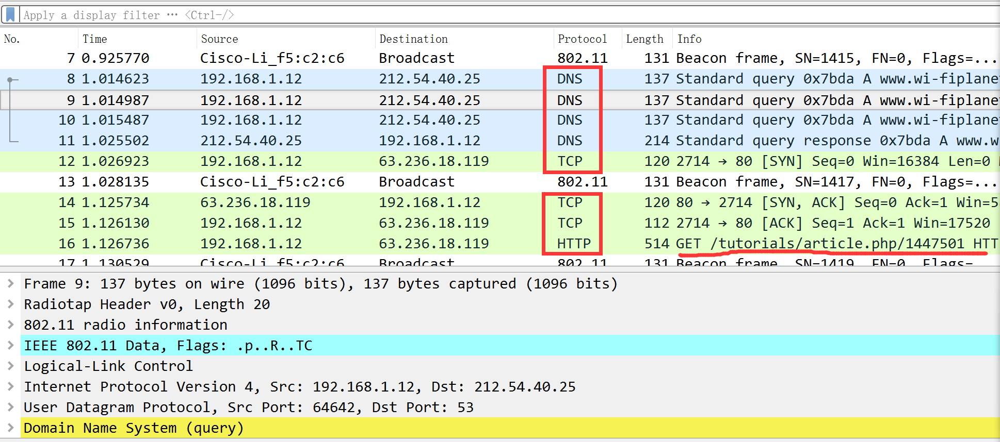 Apply a display filter … <Ctrl-/>
No. Time Source Destination Protocol Length Info
7 0.925770 Cisco-Li_f5:c2:c6 Broadcast 802.11 131 Beacon frame, SN=1415, FN=0, Flags=...
8 1.014623 192.168.1.12 212.54.40.25 DNS 137 Standard query 0x7bda A www.wi-fiplane
9 1.014987 192.168.1.12 212.54.40.25 DNS 137 Standard query 0x7bda A www.wi-fiplane
10 1.015487 192.168.1.12 212.54.40.25 DNS 137 Standard query 0x7bda A www.wi-fiplane
11 1.025502 212.54.40.25 192.168.1.12 DNS 214 Standard query response 0x7bda A www.w
12 1.026923 192.168.1.12 63.236.18.119 TCP 120 2714 → 80 [SYN] Seq=0 Win=16384 Len=0
13 1.028135 Cisco-Li_f5:c2:c6 Broadcast 802.11 131 Beacon frame, SN=1417, FN=0, Flags=...
14 1.125734 63.236.18.119 192.168.1.12 TCP 120 80 → 2714 [SYN, ACK] Seq=0 Ack=1 Win=5
15 1.126130 192.168.1.12 63.236.18.119 TCP 112 2714 → 80 [ACK] Seq=1 Ack=1 Win=17520
16 1.126736 192.168.1.12 63.236.18.119 HTTP 514 GET /tutorials/article.php/1447501 HTT
17 1.130529 Cisco-Li_f5:c2:c6 Broadcast 802.11 131 Beacon frame, SN=1419, FN=0, Flags=
Frame 9: 137 bytes on wire (1096 bits), 137 bytes captured (1096 bits)
Radiotap Header v0, Length 20
802.11 radio information
IEEE 802.11 Data, Flags: .p..R..TC
Logical-Link Control
Internet Protocol Version 4, Src: 192.168.1.12, Dst: 212.54.40.25
User Datagram Protocol, Src Port: 64642, Dst Port: 53
Domain Name System (query)